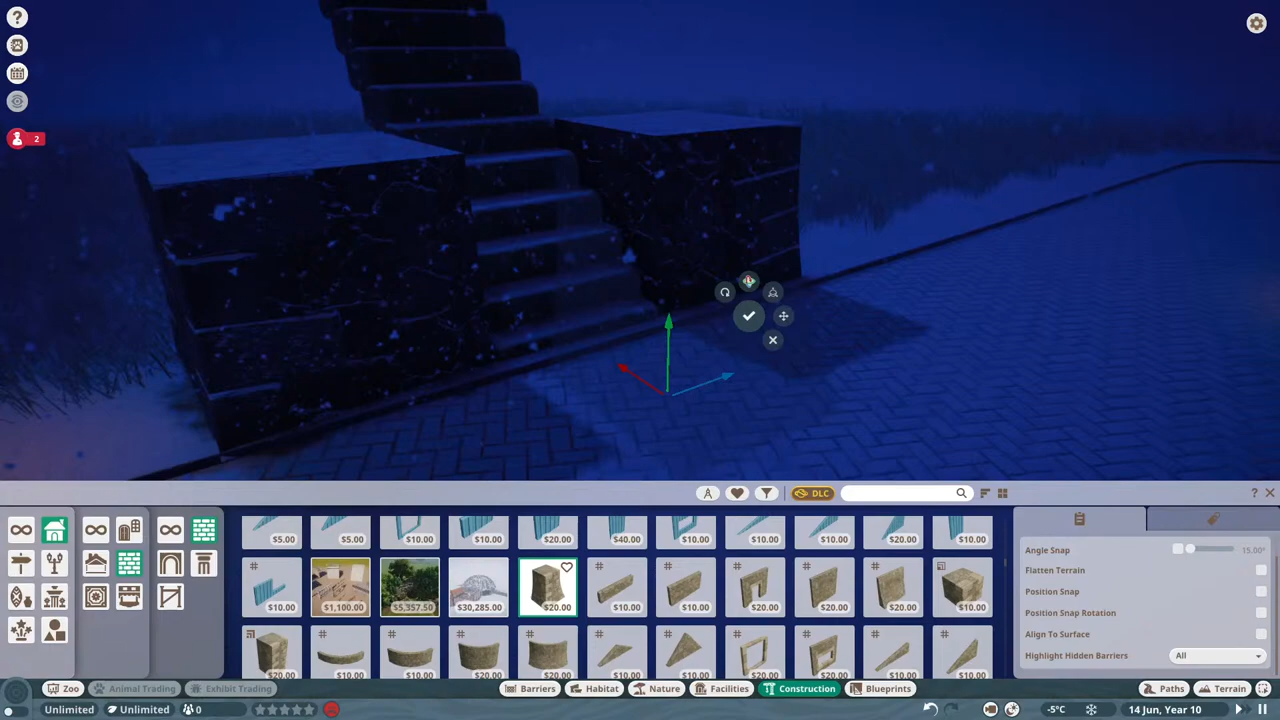 ?
2
DLC
?
$5.00
$5.00
$10.00
$10.00
$20.00
$40.00
$10.00
$10.00
$10.00
$10.00
$10.00
$10.00
$1,100.00
$5,357.50
$30,285.00
$20.00
$10.00
$10.00
$20.00
$20.00
$20.00
$10.00
$20.00
$10.00
$10.00
$20.00
$20.00
$10.00
$10.00
$20.00
$20.00
$10.00
$10.00
Angle Snap
15.00°
Flatten Terrain
Position Snap
Position Snap Rotation
Align To Surface
Highlight Hidden Barriers
All
Zoo
Animal Trading
Exhibit Trading
Barriers
Habitat
Nature
Facilities
Construction
Blueprints
Paths
Terrain
Unlimited
Unlimited
0
-5°C
14 Jun, Year 10